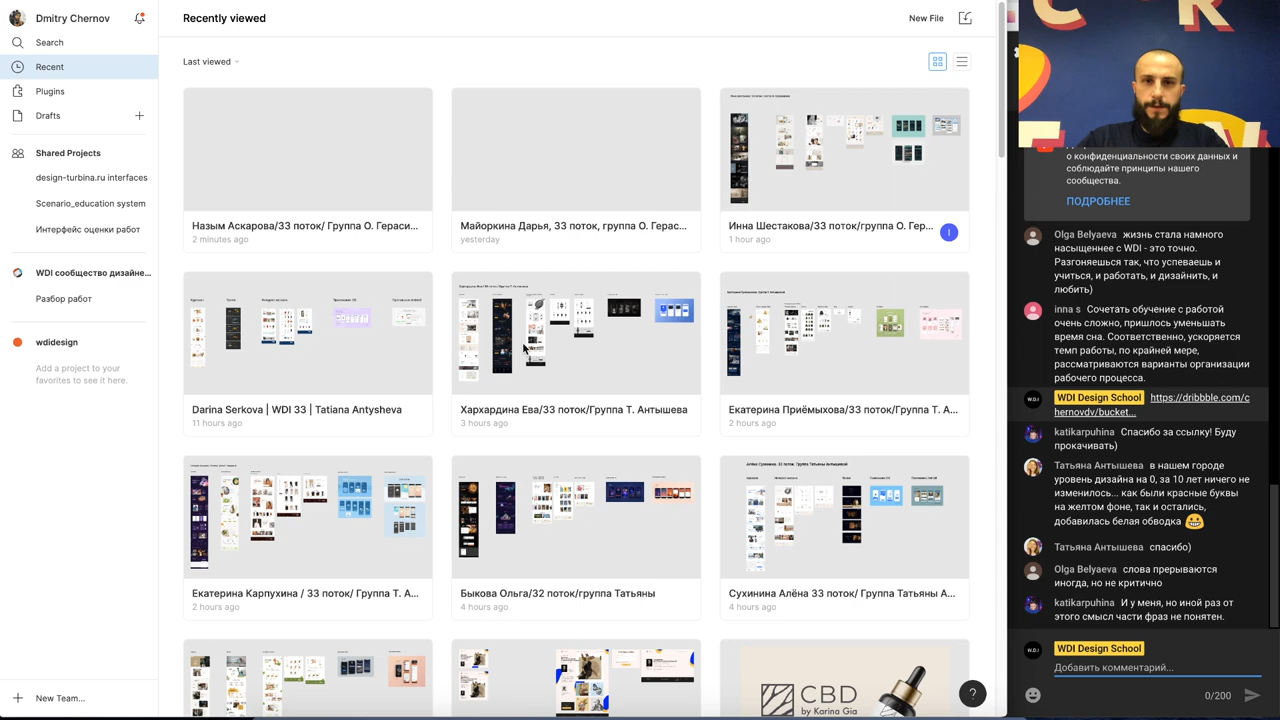 Dmitry Chernov
Search
Recent
Plugins
Drafts
Shared Projects
design-turbina.ru interfaces
Scenario_education system
Интерфейс оценки работ
WDI сообщество дизайне...
Разбор работ
wdidesign
Add a project to your
favorites to see it here.
New Team...
Recently viewed
New File
Last viewed
Назым Аскарова/33 поток/ Группа О. Гераси...
2 minutes ago
Майоркина Дарья, 33 поток, группа О. Герас...
yesterday
Инна Шестакова/33 поток/группа О. Гер...
1 hour ago
I
Darina Serkova | WDI 33 | Tatiana Antysheva
11 hours ago
Хархардина Ева/33 поток/Группа Т. Антышева
3 hours ago
Екатерина Приёмыхова/33 поток/Группа Т. А...
2 hours ago
Екатерина Карпухина / 33 поток/ Группа Т. А...
2 hours ago
Быкова Ольга/32 поток/группа Татьяны
4 hours ago
Сухинина Алёна 33 поток/ Группа Татьяны А...
4 hours ago
CBD
by Karina Gia
?
о конфиденциальности своих данных и
соблюдайте принципы нашего
сообщества.
ПОДРОБНЕЕ
Olga Belyaeva жизнь стала намного
насыщеннее с WDI - это точно.
Разгоняешься так, что успеваешь и
учиться, и работать, и дизайнить, и
любить)
inna s Сочетать обучение с работой
очень сложно, пришлось уменьшать
время сна. Соответственно, ускоряется
темп работы, по крайней мере,
рассматриваются варианты организации
рабочего процесса.
WDI Design School https://dribbble.com/c
hernovdv/bucket...
katikarpuhina Спасибо за ссылку! Буду
прокачивать)
Татьяна Антышева в нашем городе
уровень дизайна на 0, за 10 лет ничего не
изменилось... как были красные буквы
на желтом фоне, так и остались,
добавилась белая обводка
Татьяна Антышева спасибо)
Olga Belyaeva слова прерываются
иногда, но не критично
katikarpuhina И у меня, но иной раз от
этого смысл части фраз не понятен.
WDI Design School
Добавить комментарий...
0/200